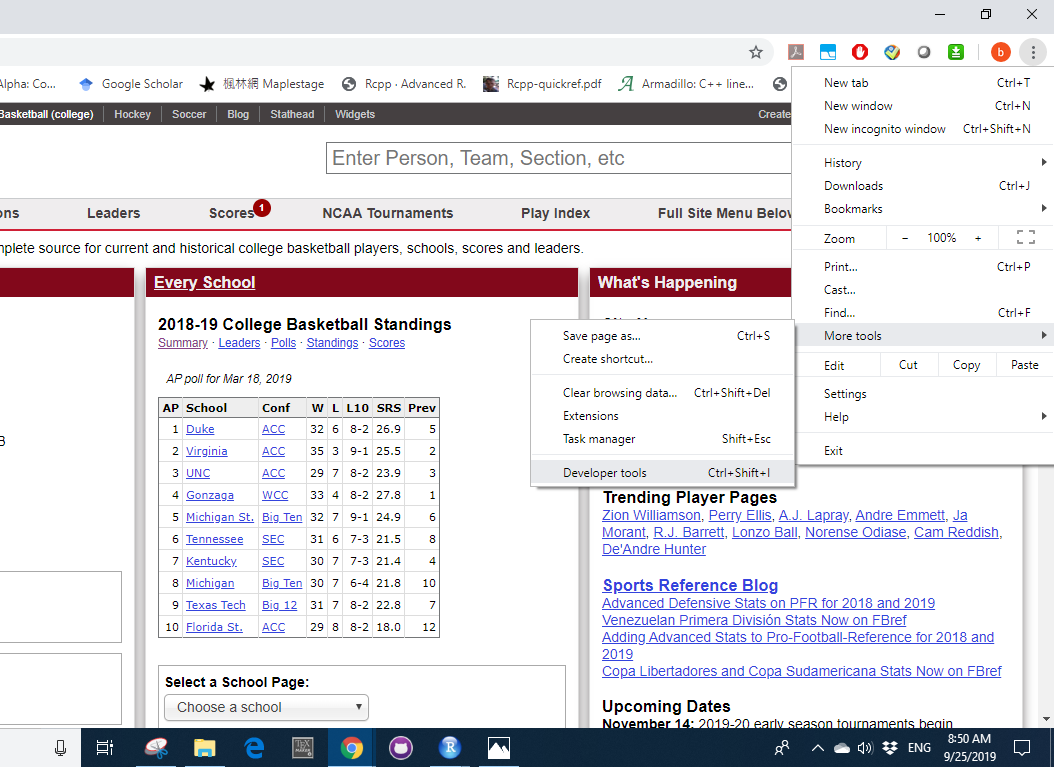 b
Alpha: Co...
Google Scholar
楓林網 Maplestage
Rcpp · Advanced R.
Rcpp-quickref.pdf
Armadillo: C++ line...
Basketball (college)
Hockey
Soccer
Blog
Stathead
Widgets
Create
Enter Person, Team, Section, etc
ons
Leaders
Scores 1
NCAA Tournaments
Play Index
Full Site Menu Below
mplete source for current and historical college basketball players, schools, scores and leaders.
Every School
2018-19 College Basketball Standings
Summary · Leaders · Polls · Standings · Scores
AP poll for Mar 18, 2019
AP School Conf W L L10 SRS Prev
1 Duke ACC 32 6 8-2 26.9 5
2 Virginia ACC 35 3 9-1 25.5 2
3 UNC ACC 29 7 8-2 23.9 3
4 Gonzaga WCC 33 4 8-2 27.8 1
5 Michigan St. Big Ten 32 7 9-1 24.9 6
6 Tennessee SEC 31 6 7-3 21.5 8
7 Kentucky SEC 30 7 7-3 21.4 4
8 Michigan Big Ten 30 7 6-4 21.8 10
9 Texas Tech Big 12 31 7 8-2 22.8 7
10 Florida St. ACC 29 8 8-2 18.0 12
Select a School Page:
Choose a school
What's Happening
Trending Player Pages
Zion Williamson, Perry Ellis, A.J. Lapray, Andre Emmett, Ja
Morant, R.J. Barrett, Lonzo Ball, Norense Odiase, Cam Reddish,
De'Andre Hunter
Sports Reference Blog
Advanced Defensive Stats on PFR for 2018 and 2019
Venezuelan Primera División Stats Now on FBref
Adding Advanced Stats to Pro-Football-Reference for 2018 and
2019
Copa Libertadores and Copa Sudamericana Stats Now on FBref
Upcoming Dates
November 14: 2019-20 early season tournaments begin
New tab Ctrl+T
New window Ctrl+N
New incognito window Ctrl+Shift+N
History
Downloads Ctrl+J
Bookmarks
Zoom − 100% +
Print... Ctrl+P
Cast...
Find... Ctrl+F
More tools
Edit Cut Copy Paste
Settings
Help
Exit
Save page as... Ctrl+S
Create shortcut...
Clear browsing data... Ctrl+Shift+Del
Extensions
Task manager Shift+Esc
Developer tools Ctrl+Shift+I
ENG
8:50 AM
9/25/2019